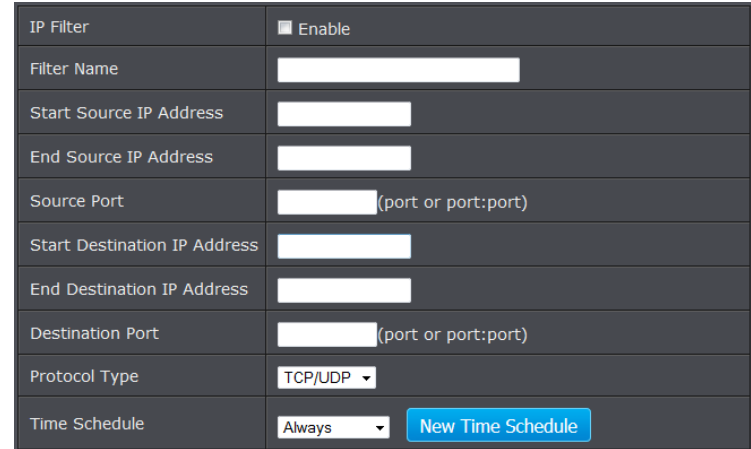 IP Filter Enable
Filter Name
Start Source IP Address
End Source IP Address
Source Port (port or port:port)
Start Destination IP Address
End Destination IP Address
Destination Port (port or port:port)
Protocol Type TCP/UDP
Time Schedule Always New Time Schedule